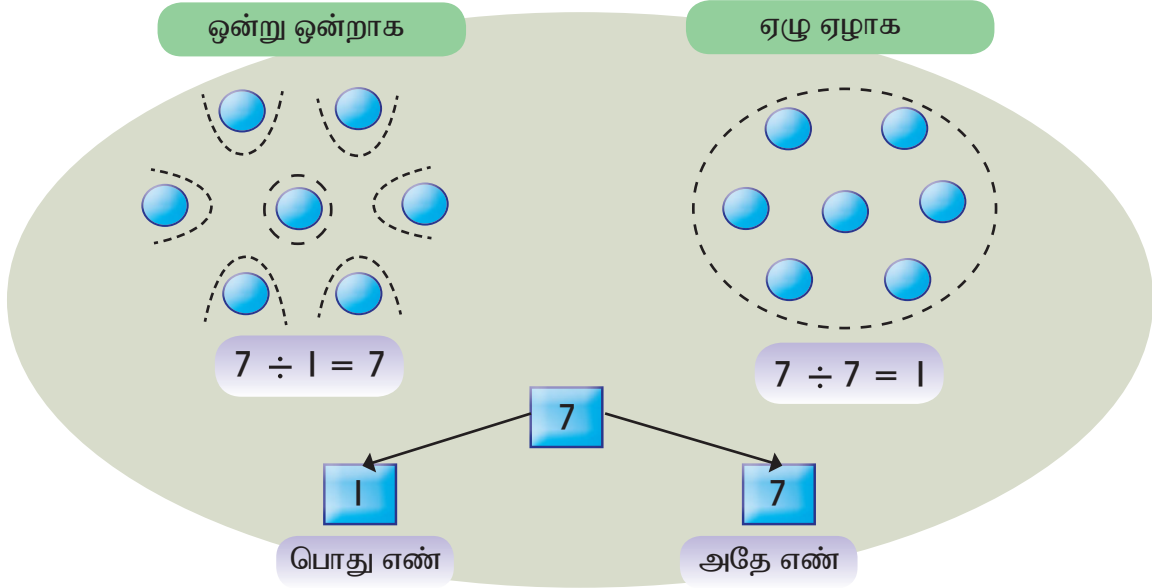 ஒன்று ஒன்றாக
ஏழு ஏழாக
7 ÷ 1 = 7
7 ÷ 7 = 1
7
1
7
பொது எண்
அதே எண்